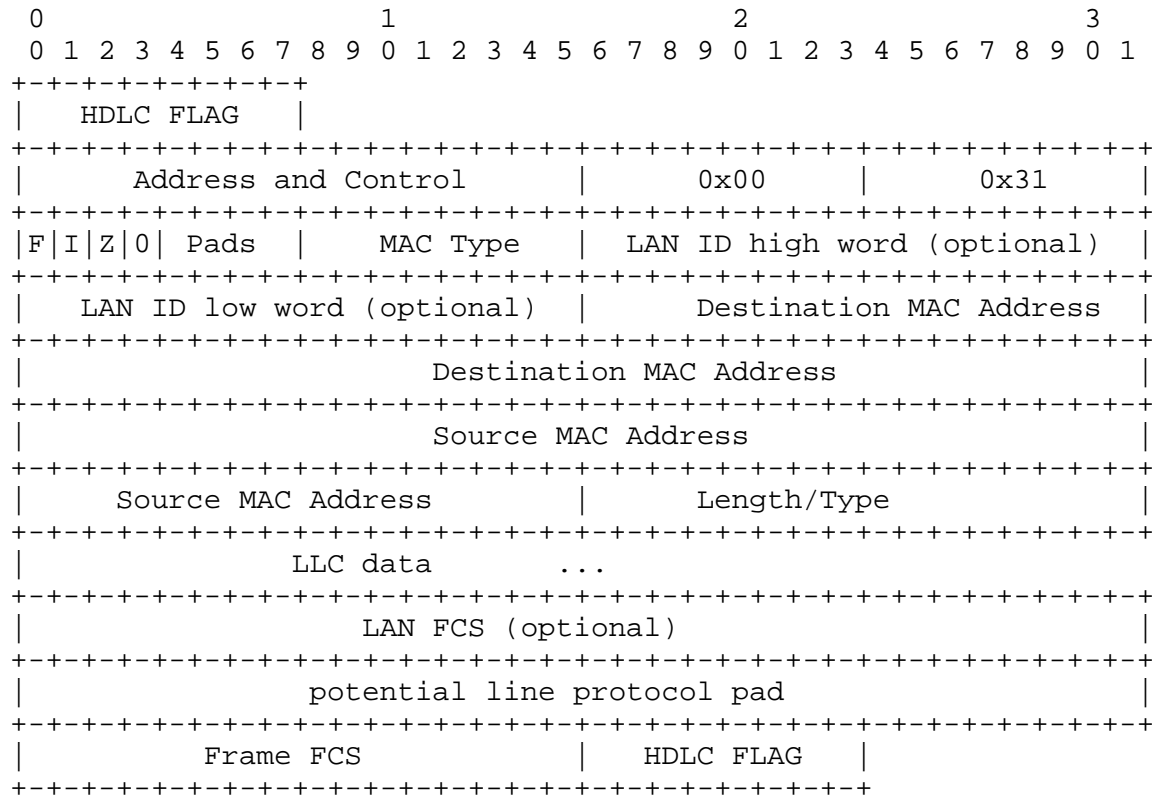 0                   1                   2                   3
 0 1 2 3 4 5 6 7 8 9 0 1 2 3 4 5 6 7 8 9 0 1 2 3 4 5 6 7 8 9 0 1
+-+-+-+-+-+-+-+-+
|   HDLC FLAG   |
+-+-+-+-+-+-+-+-+-+-+-+-+-+-+-+-+-+-+-+-+-+-+-+-+-+-+-+-+-+-+-+-+
|      Address and Control      |      0x00     |      0x31     |
+-+-+-+-+-+-+-+-+-+-+-+-+-+-+-+-+-+-+-+-+-+-+-+-+-+-+-+-+-+-+-+-+
|F|I|Z|0| Pads  |    MAC Type   |  LAN ID high word (optional)  |
+-+-+-+-+-+-+-+-+-+-+-+-+-+-+-+-+-+-+-+-+-+-+-+-+-+-+-+-+-+-+-+-+
|   LAN ID low word (optional)  |      Destination MAC Address  |
+-+-+-+-+-+-+-+-+-+-+-+-+-+-+-+-+-+-+-+-+-+-+-+-+-+-+-+-+-+-+-+-+
|                       Destination MAC Address                 |
+-+-+-+-+-+-+-+-+-+-+-+-+-+-+-+-+-+-+-+-+-+-+-+-+-+-+-+-+-+-+-+-+
|                       Source MAC Address                      |
+-+-+-+-+-+-+-+-+-+-+-+-+-+-+-+-+-+-+-+-+-+-+-+-+-+-+-+-+-+-+-+-+
|     Source MAC Address        |      Length/Type              |
+-+-+-+-+-+-+-+-+-+-+-+-+-+-+-+-+-+-+-+-+-+-+-+-+-+-+-+-+-+-+-+-+
|               LLC data       ...
+-+-+-+-+-+-+-+-+-+-+-+-+-+-+-+-+-+-+-+-+-+-+-+-+-+-+-+-+-+-+-+-+
|                   LAN FCS (optional)                          |
+-+-+-+-+-+-+-+-+-+-+-+-+-+-+-+-+-+-+-+-+-+-+-+-+-+-+-+-+-+-+-+-+
|                potential line protocol pad                    |
+-+-+-+-+-+-+-+-+-+-+-+-+-+-+-+-+-+-+-+-+-+-+-+-+-+-+-+-+-+-+-+-+
|          Frame FCS            |   HDLC FLAG   |
+-+-+-+-+-+-+-+-+-+-+-+-+-+-+-+-+-+-+-+-+-+-+-+-+